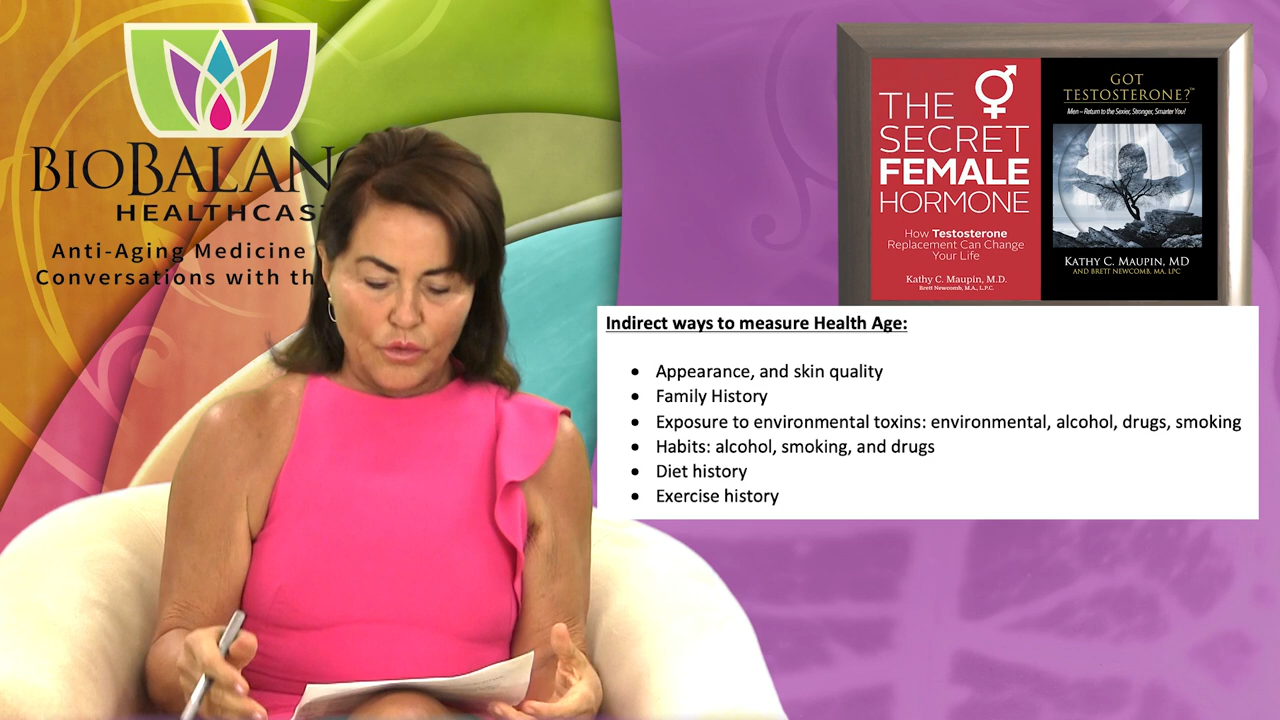 BIOBALANC
HEALTHCAS
Anti-Aging Medicine
Conversations with th
THE
SECRET
FEMALE
HORMONE
How Testosterone
Replacement Can Change
Your Life
Kathy C. Maupin, M.D.
Brett Newcomb, M.A., L.P.C.
GOT
TESTOSTERONE?™
Men – Return to the Sexier, Stronger, Smarter You!
KATHY C. MAUPIN, MD
AND BRETT NEWCOMB, MA, LPC
Indirect ways to measure Health Age:
• Appearance, and skin quality
• Family History
• Exposure to environmental toxins: environmental, alcohol, drugs, smoking
• Habits: alcohol, smoking, and drugs
• Diet history
• Exercise history